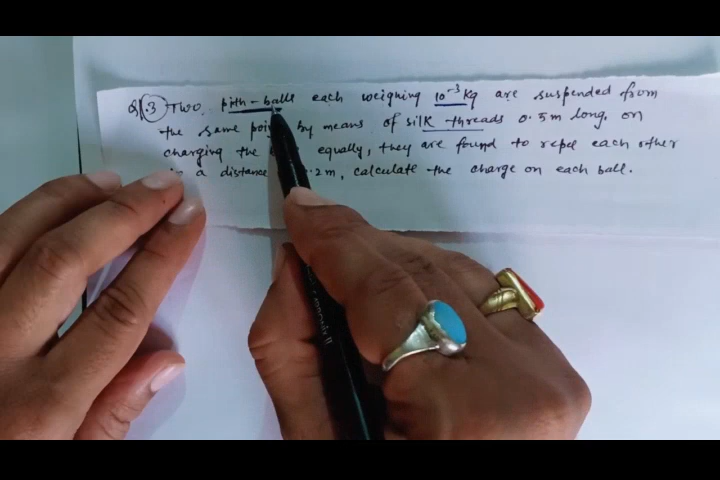 Q.3 Two pith-balls each weighing 10⁻³ Kg are suspended from
the same by means of silk threads 0.5m long. on
charging the equally, they are found to repel each other
a distance .2m, calculate the charge on each ball.